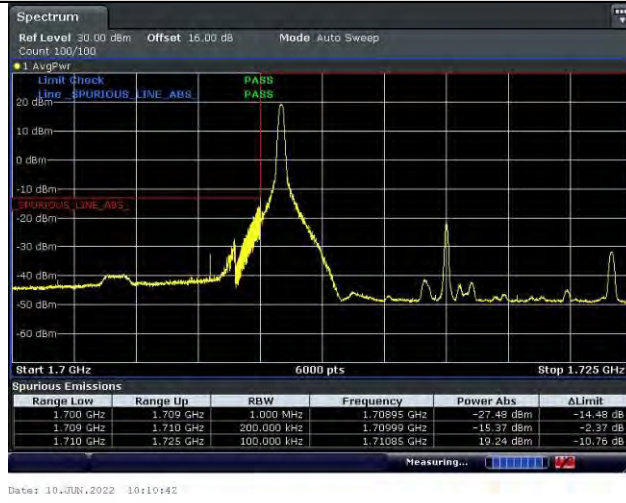 Spectrum
Ref Level 30.00 dBm Offset 16.00 dB Mode Auto Sweep
Count 100/100
1 AvgPwr
Limit Check PASS
Line _SPURIOUS_LINE_ABS_ PASS
20 dBm
10 dBm
0 dBm
-10 dBm
_SPURIOUS_LINE_ABS_
-20 dBm
-30 dBm
-40 dBm
-50 dBm
-60 dBm
Start 1.7 GHz 6000 pts Stop 1.725 GHz
Spurious Emissions
Range Low Range Up RBW Frequency Power Abs ΔLimit
1.700 GHz 1.709 GHz 1.000 MHz 1.70895 GHz -27.48 dBm -14.48 dB
1.709 GHz 1.710 GHz 200.000 kHz 1.70999 GHz -15.37 dBm -2.37 dB
1.710 GHz 1.725 GHz 100.000 kHz 1.71085 GHz 19.24 dBm -10.76 dB
Measuring...
Date: 10.JUN.2022 10:10:42